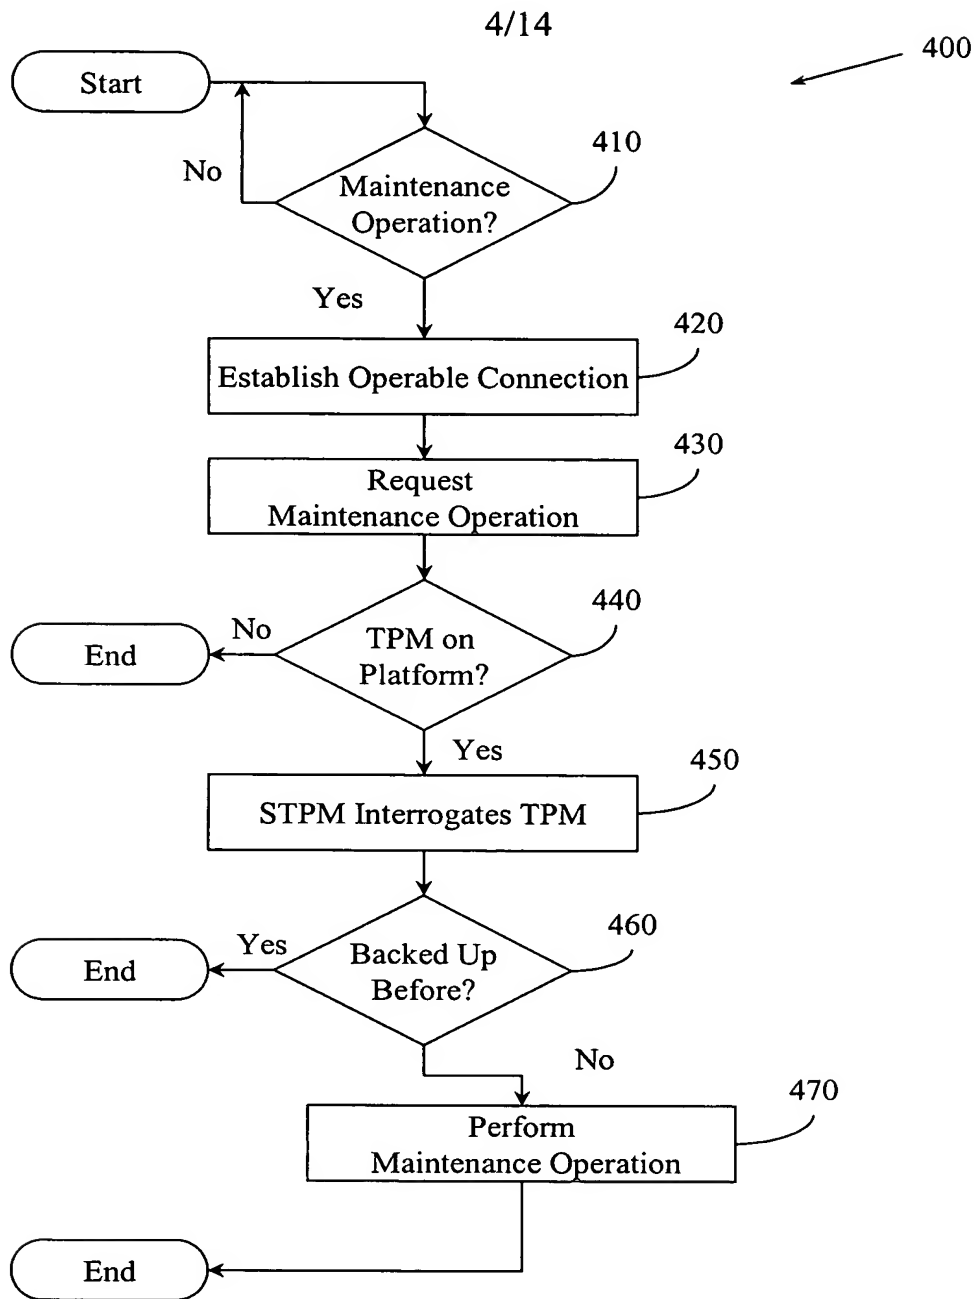 4/14
400
Start
No
410
Maintenance
Operation?
Yes
420
Establish Operable Connection
430
Request
Maintenance Operation
440
End
No
TPM on
Platform?
Yes
450
STPM Interrogates TPM
460
End
Yes
Backed Up
Before?
No
470
Perform
Maintenance Operation
End